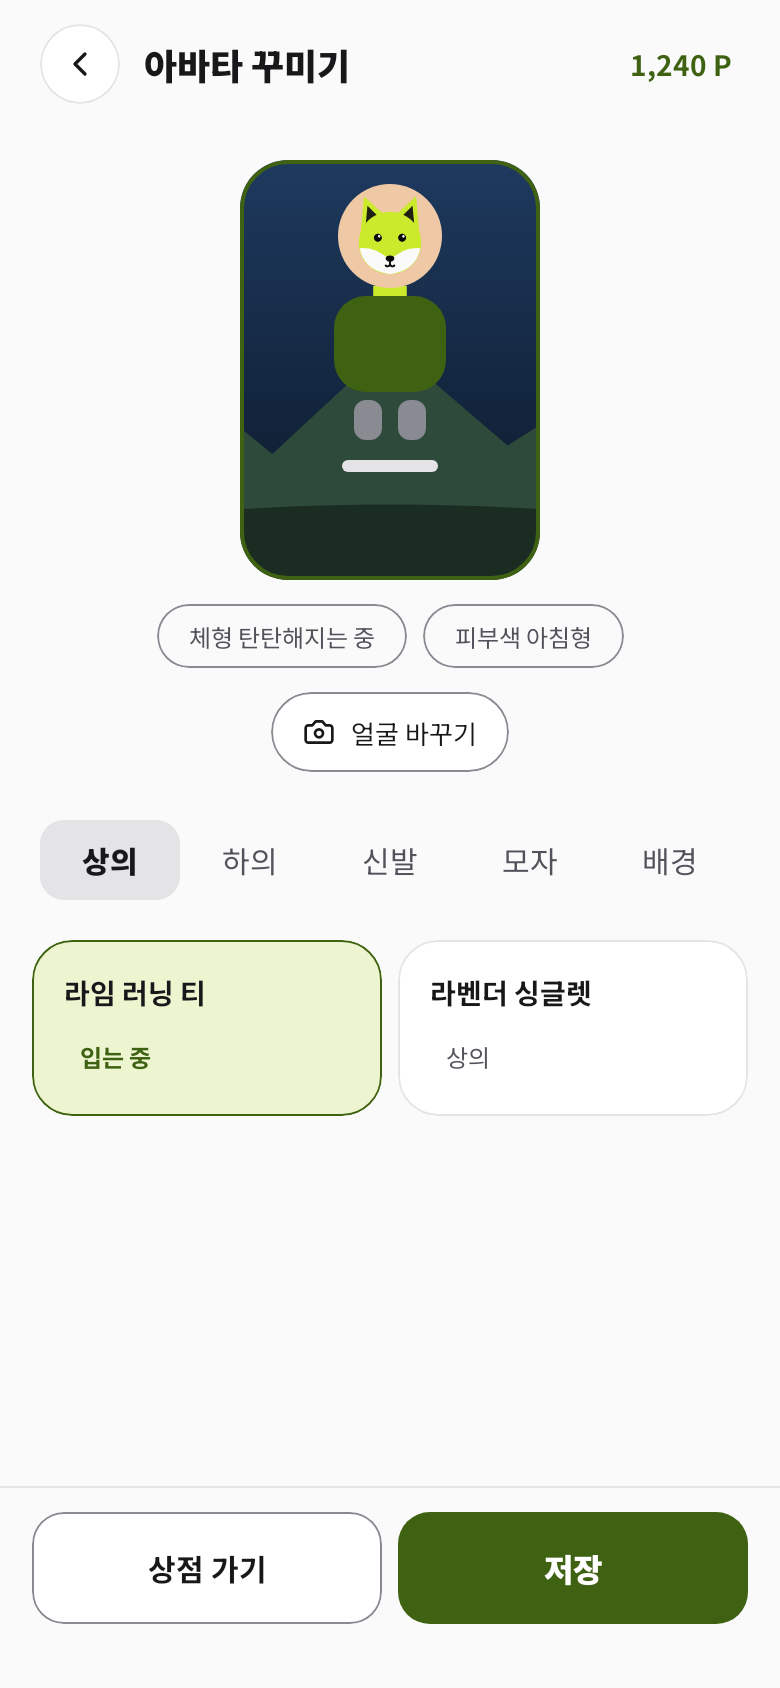 아바타 꾸미기
1,240 P
체형 탄탄해지는 중
피부색 아침형
얼굴 바꾸기
상의
하의
신발
모자
배경
라임 러닝 티
입는 중
라벤더 싱글렛
상의
상점 가기
저장